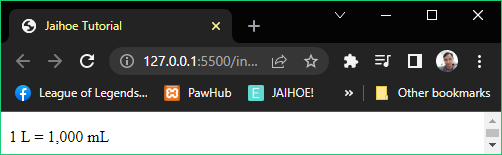 Jaihoe Tutorial
127.0.0.1:5500/in...
League of Legends... PawHub JAIHOE! » Other bookmarks
1 L = 1,000 mL